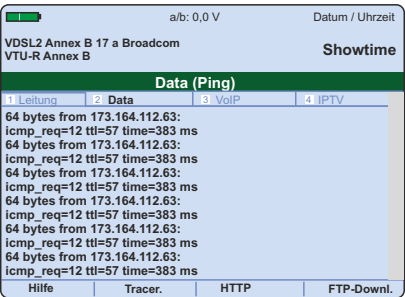 a/b: 0,0 V Datum / Uhrzeit
VDSL2 Annex B 17 a Broadcom
VTU-R Annex B
Showtime
Data (Ping)
1 Leitung 2 Data 3 VoIP 4 IPTV
64 bytes from 173.164.112.63:
icmp_req=12 ttl=57 time=383 ms
64 bytes from 173.164.112.63:
icmp_req=12 ttl=57 time=383 ms
64 bytes from 173.164.112.63:
icmp_req=12 ttl=57 time=383 ms
64 bytes from 173.164.112.63:
icmp_req=12 ttl=57 time=383 ms
64 bytes from 173.164.112.63:
icmp_req=12 ttl=57 time=383 ms
64 bytes from 173.164.112.63:
icmp_req=12 ttl=57 time=383 ms
Hilfe Tracer. HTTP FTP-Downl.